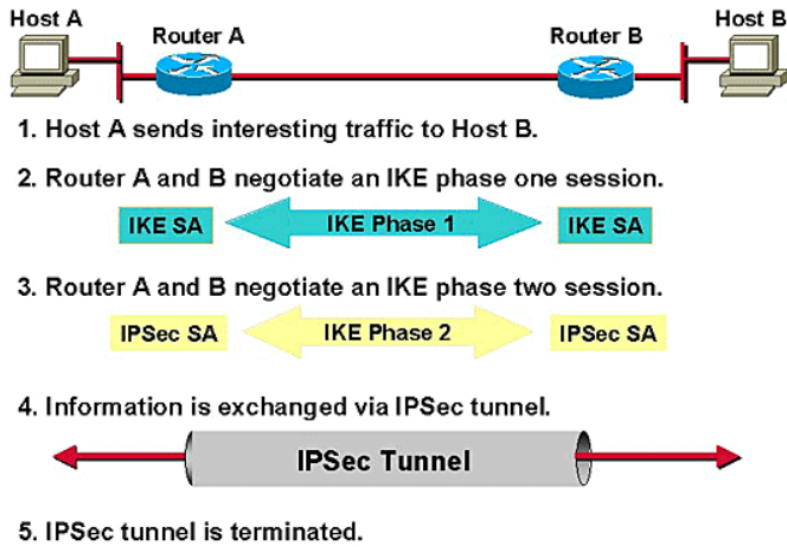 Host A
Host B
Router A
Router B
1. Host A sends interesting traffic to Host B.
2. Router A and B negotiate an IKE phase one session.
IKE SA
IKE Phase 1
IKE SA
3. Router A and B negotiate an IKE phase two session.
IPSec SA
IKE Phase 2
IPSec SA
4. Information is exchanged via IPSec tunnel.
IPSec Tunnel
5. IPSec tunnel is terminated.